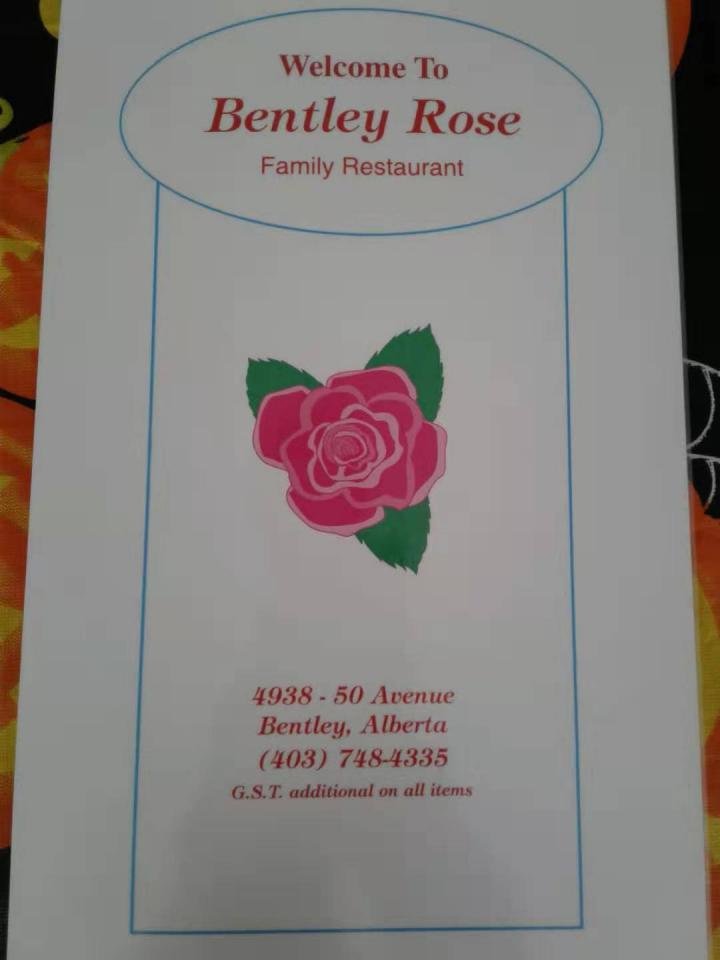 Welcome To
Bentley Rose
Family Restaurant
4938 - 50 Avenue
Bentley, Alberta
(403) 748-4335
G.S.T. additional on all items